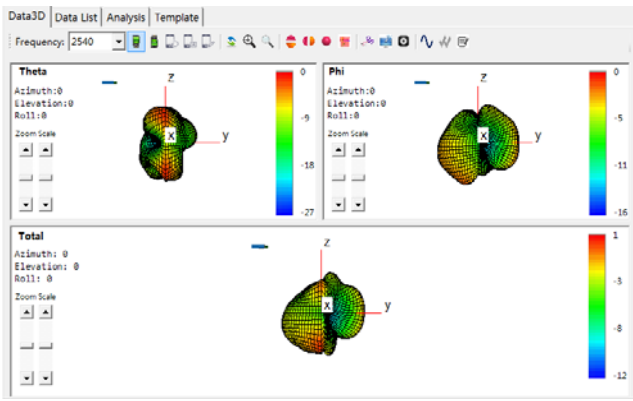 Data3D Data List Analysis Template
Frequency: 2540
Theta
Azimuth:0
Elevation:0
Roll:0
Zoom Scale
z
x
y
0
-9
-18
-27
Phi
Azimuth:0
Elevation:0
Roll:0
Zoom Scale
z
x
y
0
-5
-11
-16
Total
Azimuth: 0
Elevation: 0
Roll: 0
Zoom Scale
z
x
y
1
-3
-8
-12